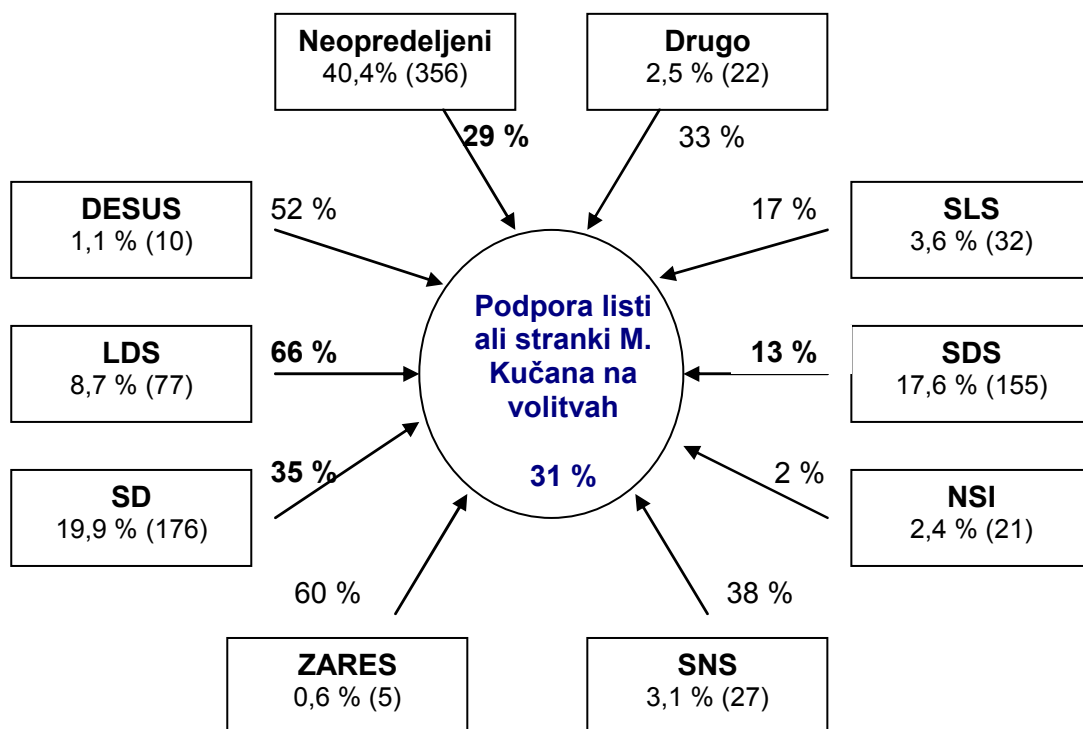 Neopredeljeni
40,4% (356)
Drugo
2,5 % (22)
29 %
33 %
DESUS
1,1 % (10)
52 %
17 %
SLS
3,6 % (32)
LDS
8,7 % (77)
66 %
Podpora listi
ali stranki M.
Kučana na
volitvah
31 %
13 %
SDS
17,6 % (155)
SD
19,9 % (176)
35 %
2 %
NSI
2,4 % (21)
60 %
38 %
ZARES
0,6 % (5)
SNS
3,1 % (27)